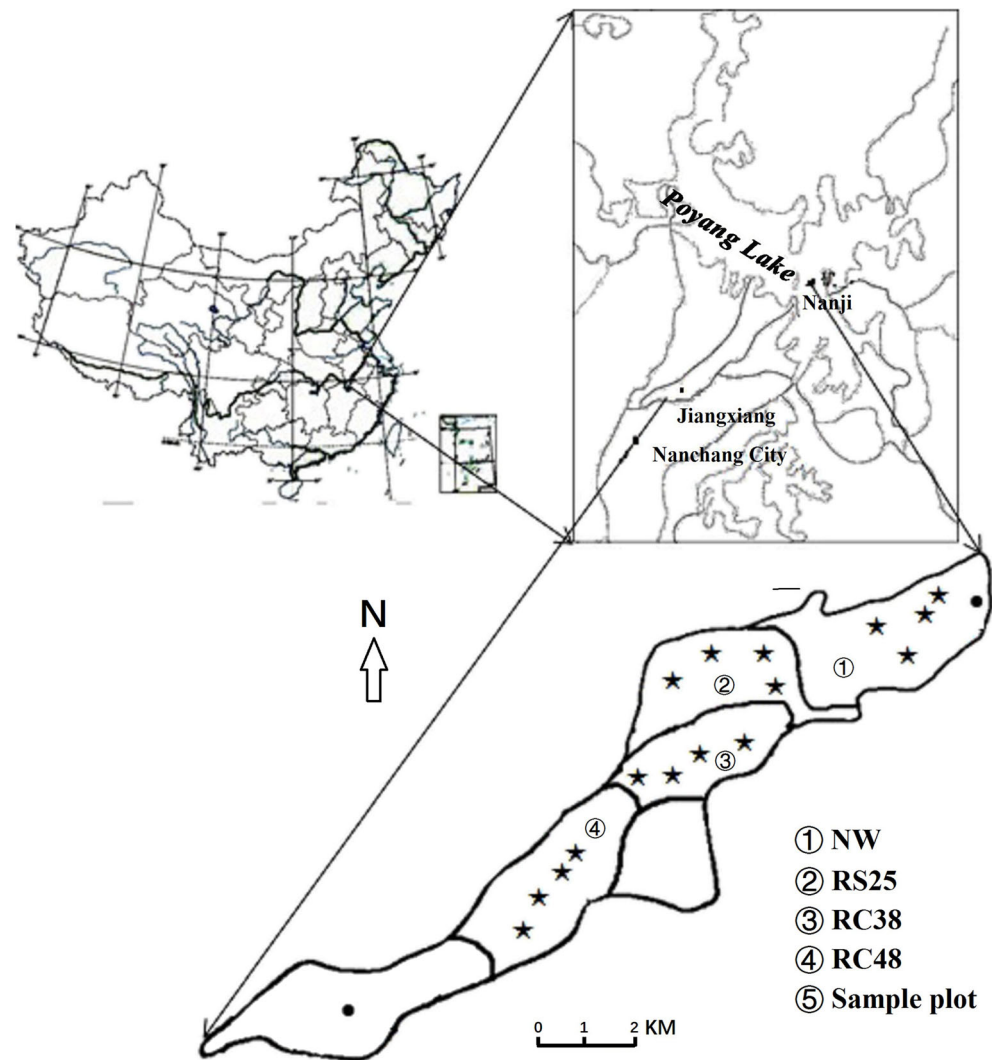 Poyang Lake
Nanji
Jiangxiang
Nanchang City
N
①
②
③
④
① NW
② RS25
③ RC38
④ RC48
⑤ Sample plot
0 1 2 KM